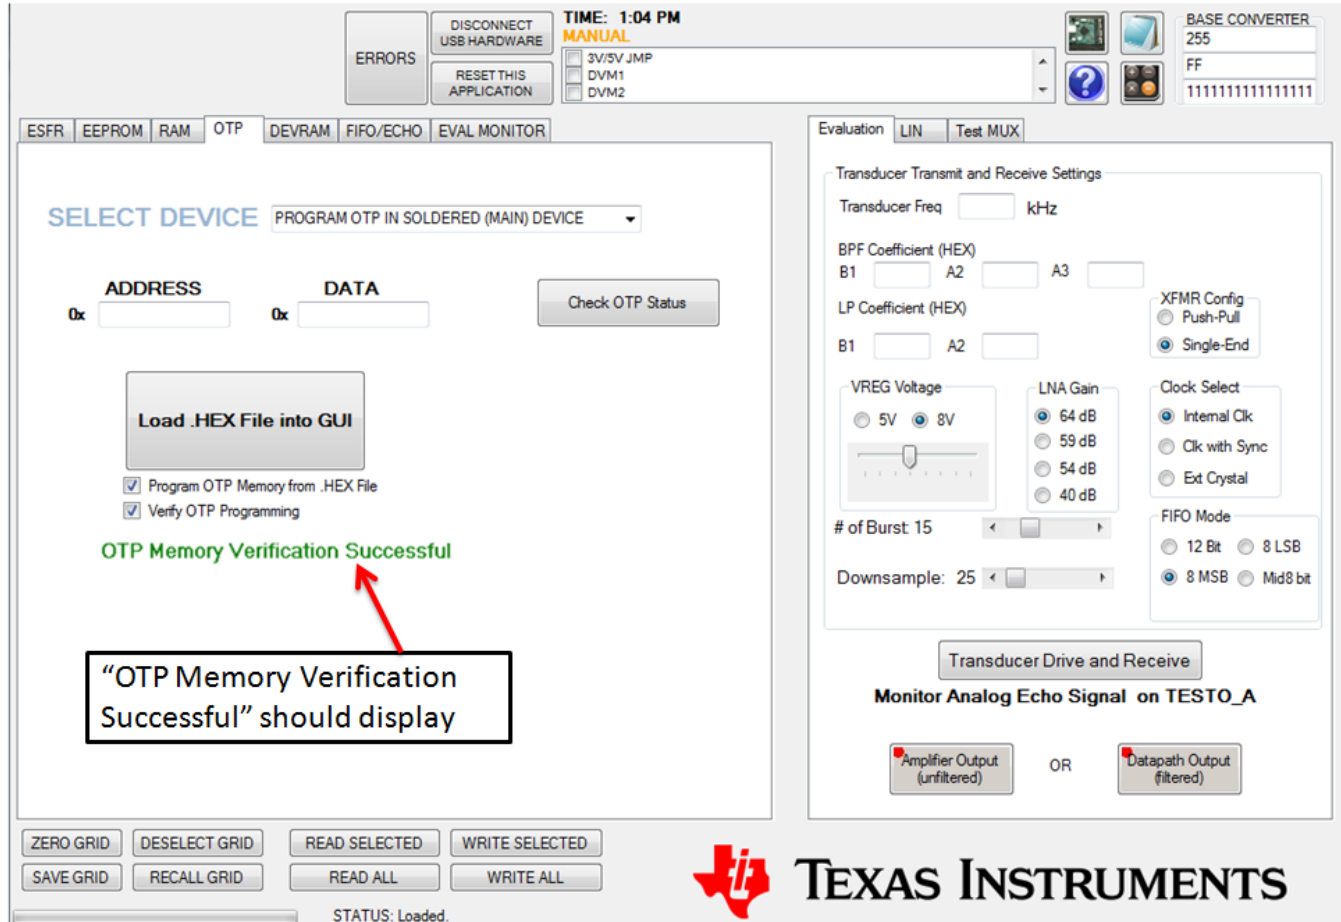 ERRORS
DISCONNECT
USB HARDWARE
RESET THIS
APPLICATION
TIME: 1:04 PM
MANUAL
3V/5V JMP
DVM1
DVM2
BASE CONVERTER
255
FF
1111111111111111
ESFR EEPROM RAM OTP DEVRAM FIFO/ECHO EVAL MONITOR
SELECT DEVICE PROGRAM OTP IN SOLDERED (MAIN) DEVICE
ADDRESS DATA
0x 0x
Check OTP Status
Load .HEX File into GUI
Program OTP Memory from .HEX File
Verify OTP Programming
OTP Memory Verification Successful
“OTP Memory Verification
Successful” should display
Evaluation LIN Test MUX
Transducer Transmit and Receive Settings
Transducer Freq kHz
BPF Coefficient (HEX)
B1 A2 A3
LP Coefficient (HEX)
B1 A2
XFMR Config
Push-Pull
Single-End
VREG Voltage
5V 8V
LNA Gain
64 dB
59 dB
54 dB
40 dB
Clock Select
Internal Clk
Clk with Sync
Ext Crystal
# of Burst: 15
Downsample: 25
FIFO Mode
12 Bit 8 LSB
8 MSB Mid8 bit
Transducer Drive and Receive
Monitor Analog Echo Signal on TESTO_A
Amplifier Output
(unfiltered)
OR
Datapath Output
(filtered)
ZERO GRID DESELECT GRID READ SELECTED WRITE SELECTED
SAVE GRID RECALL GRID READ ALL WRITE ALL
STATUS: Loaded.
ti
TEXAS INSTRUMENTS